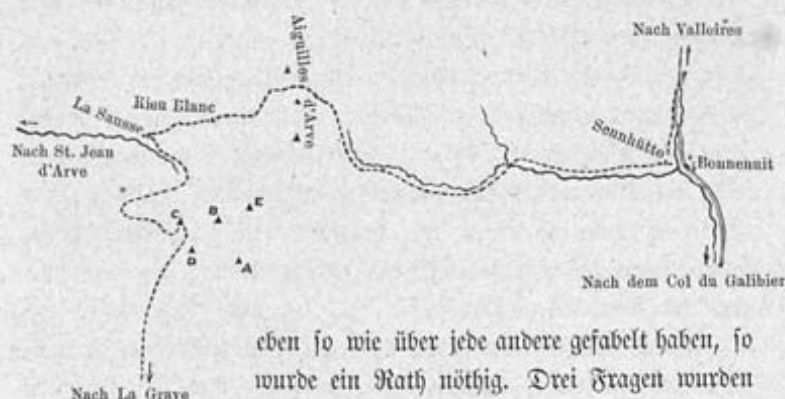 Nach Valloires
Aiguilles
d'Arve
Rieu Blanc
La Sausse
Sennhütte
Nach St. Jean
d'Arve
Bonnenuit
C
B
E
D
A
Nach dem Col du Galibier
eben so wie über jede andere gefabelt haben, so
wurde ein Rath nöthig. Drei Fragen wurden
Nach La Grave